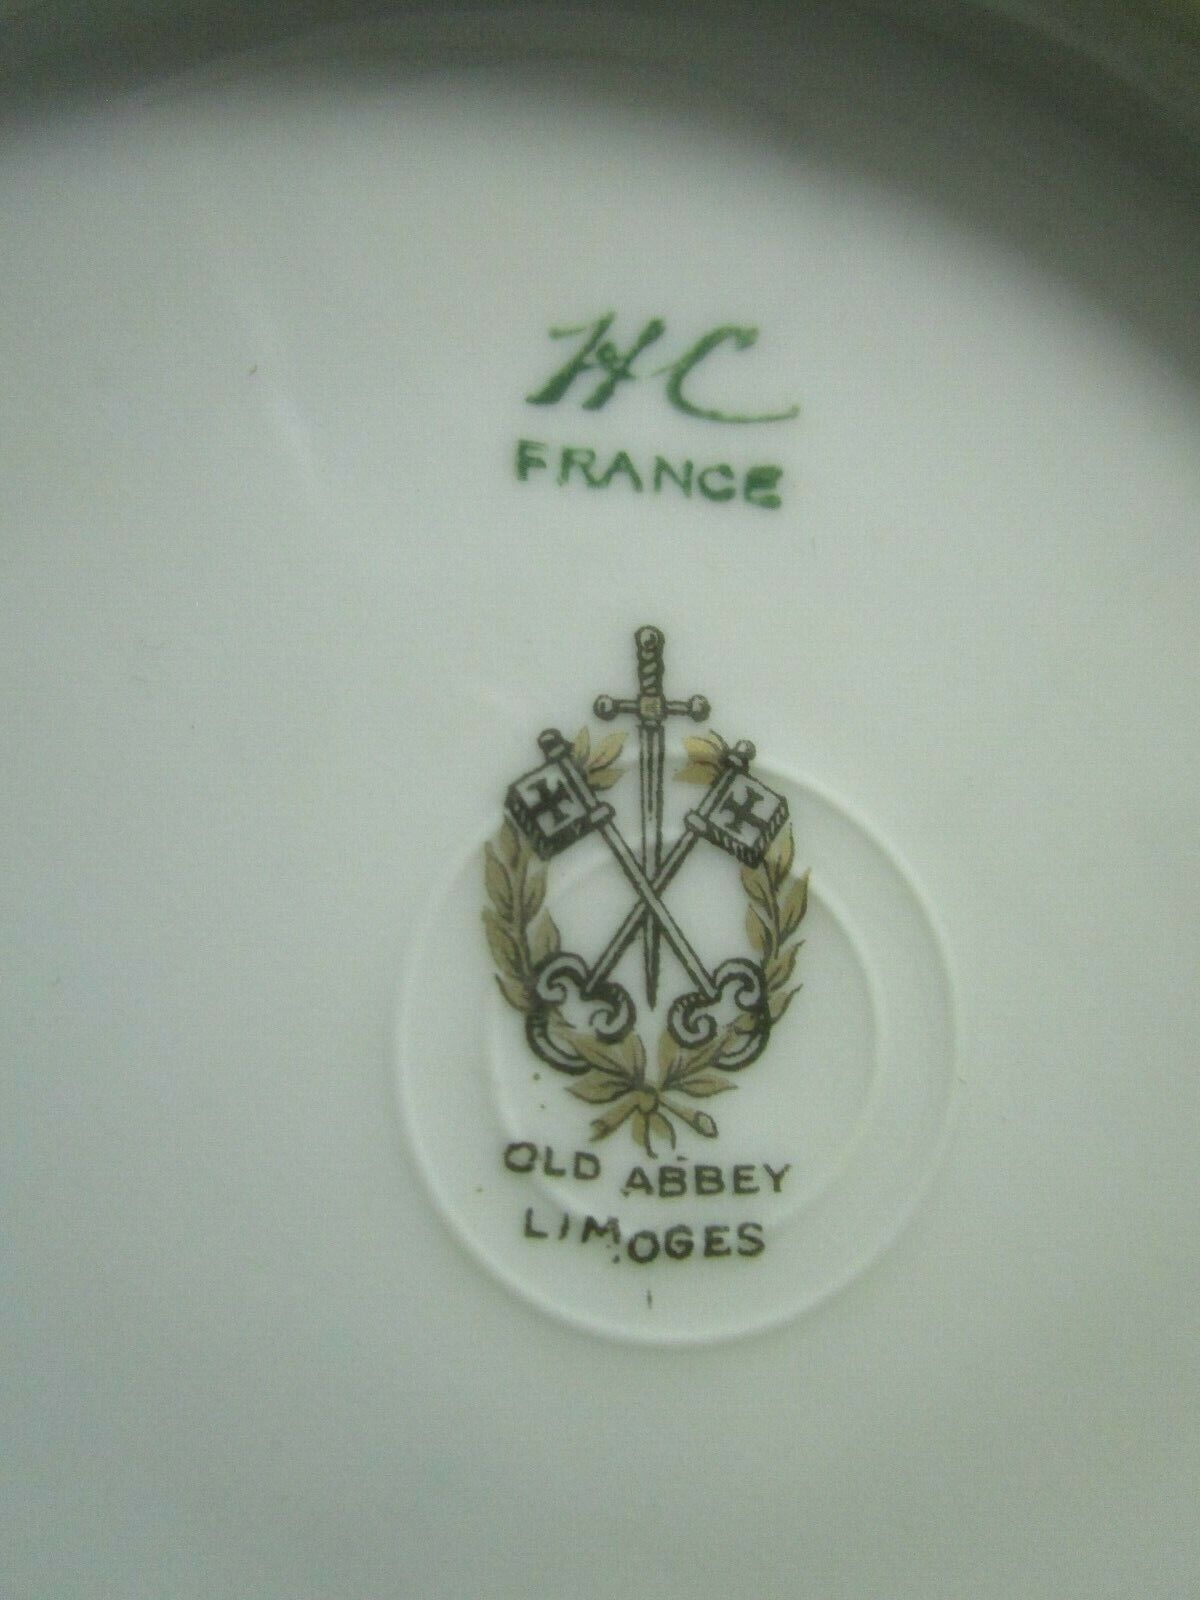 HC
FRANCE
OLD ABBEY
LIMOGES